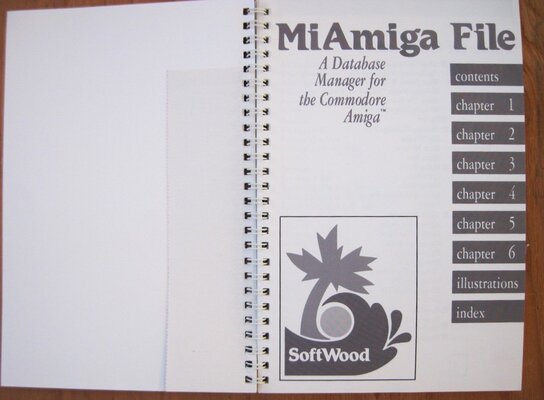 MiAmiga File
A Database
Manager for
the Commodore
Amiga™
contents
chapter 1
chapter 2
chapter 3
chapter 4
chapter 5
chapter 6
illustrations
index
SoftWood